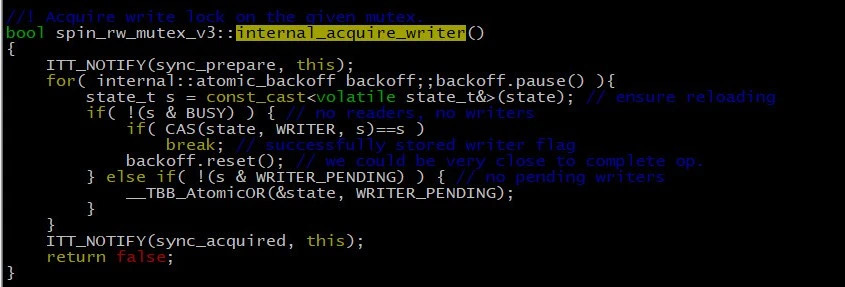 //! Acquire write lock on the given mutex.
bool spin_rw_mutex_v3::internal_acquire_writer()
{
    ITT_NOTIFY(sync_prepare, this);
    for( internal::atomic_backoff backoff;;backoff.pause() ){
        state_t s = const_cast<volatile state_t&>(state); // ensure reloading
        if( !(s & BUSY) ) { // no readers, no writers
            if( CAS(state, WRITER, s)==s )
                break; // successfully stored writer flag
            backoff.reset(); // we could be very close to complete op.
        } else if( !(s & WRITER_PENDING) ) { // no pending writers
            __TBB_AtomicOR(&state, WRITER_PENDING);
        }
    }
    ITT_NOTIFY(sync_acquired, this);
    return false;
}